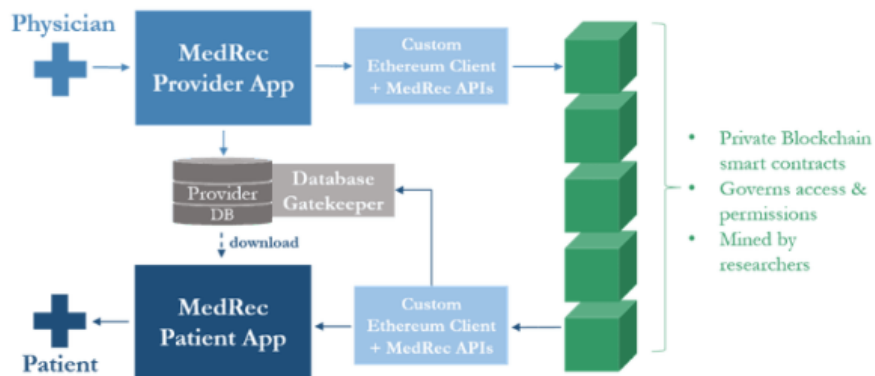 Physician
MedRec
Provider App
Custom
Ethereum Client
+ MedRec APIs
Provider
DB
Database
Gatekeeper
download
• Private Blockchain
smart contracts
• Governs access &
permissions
• Mined by
researchers
MedRec
Patient App
Custom
Ethereum Client
+ MedRec APIs
Patient